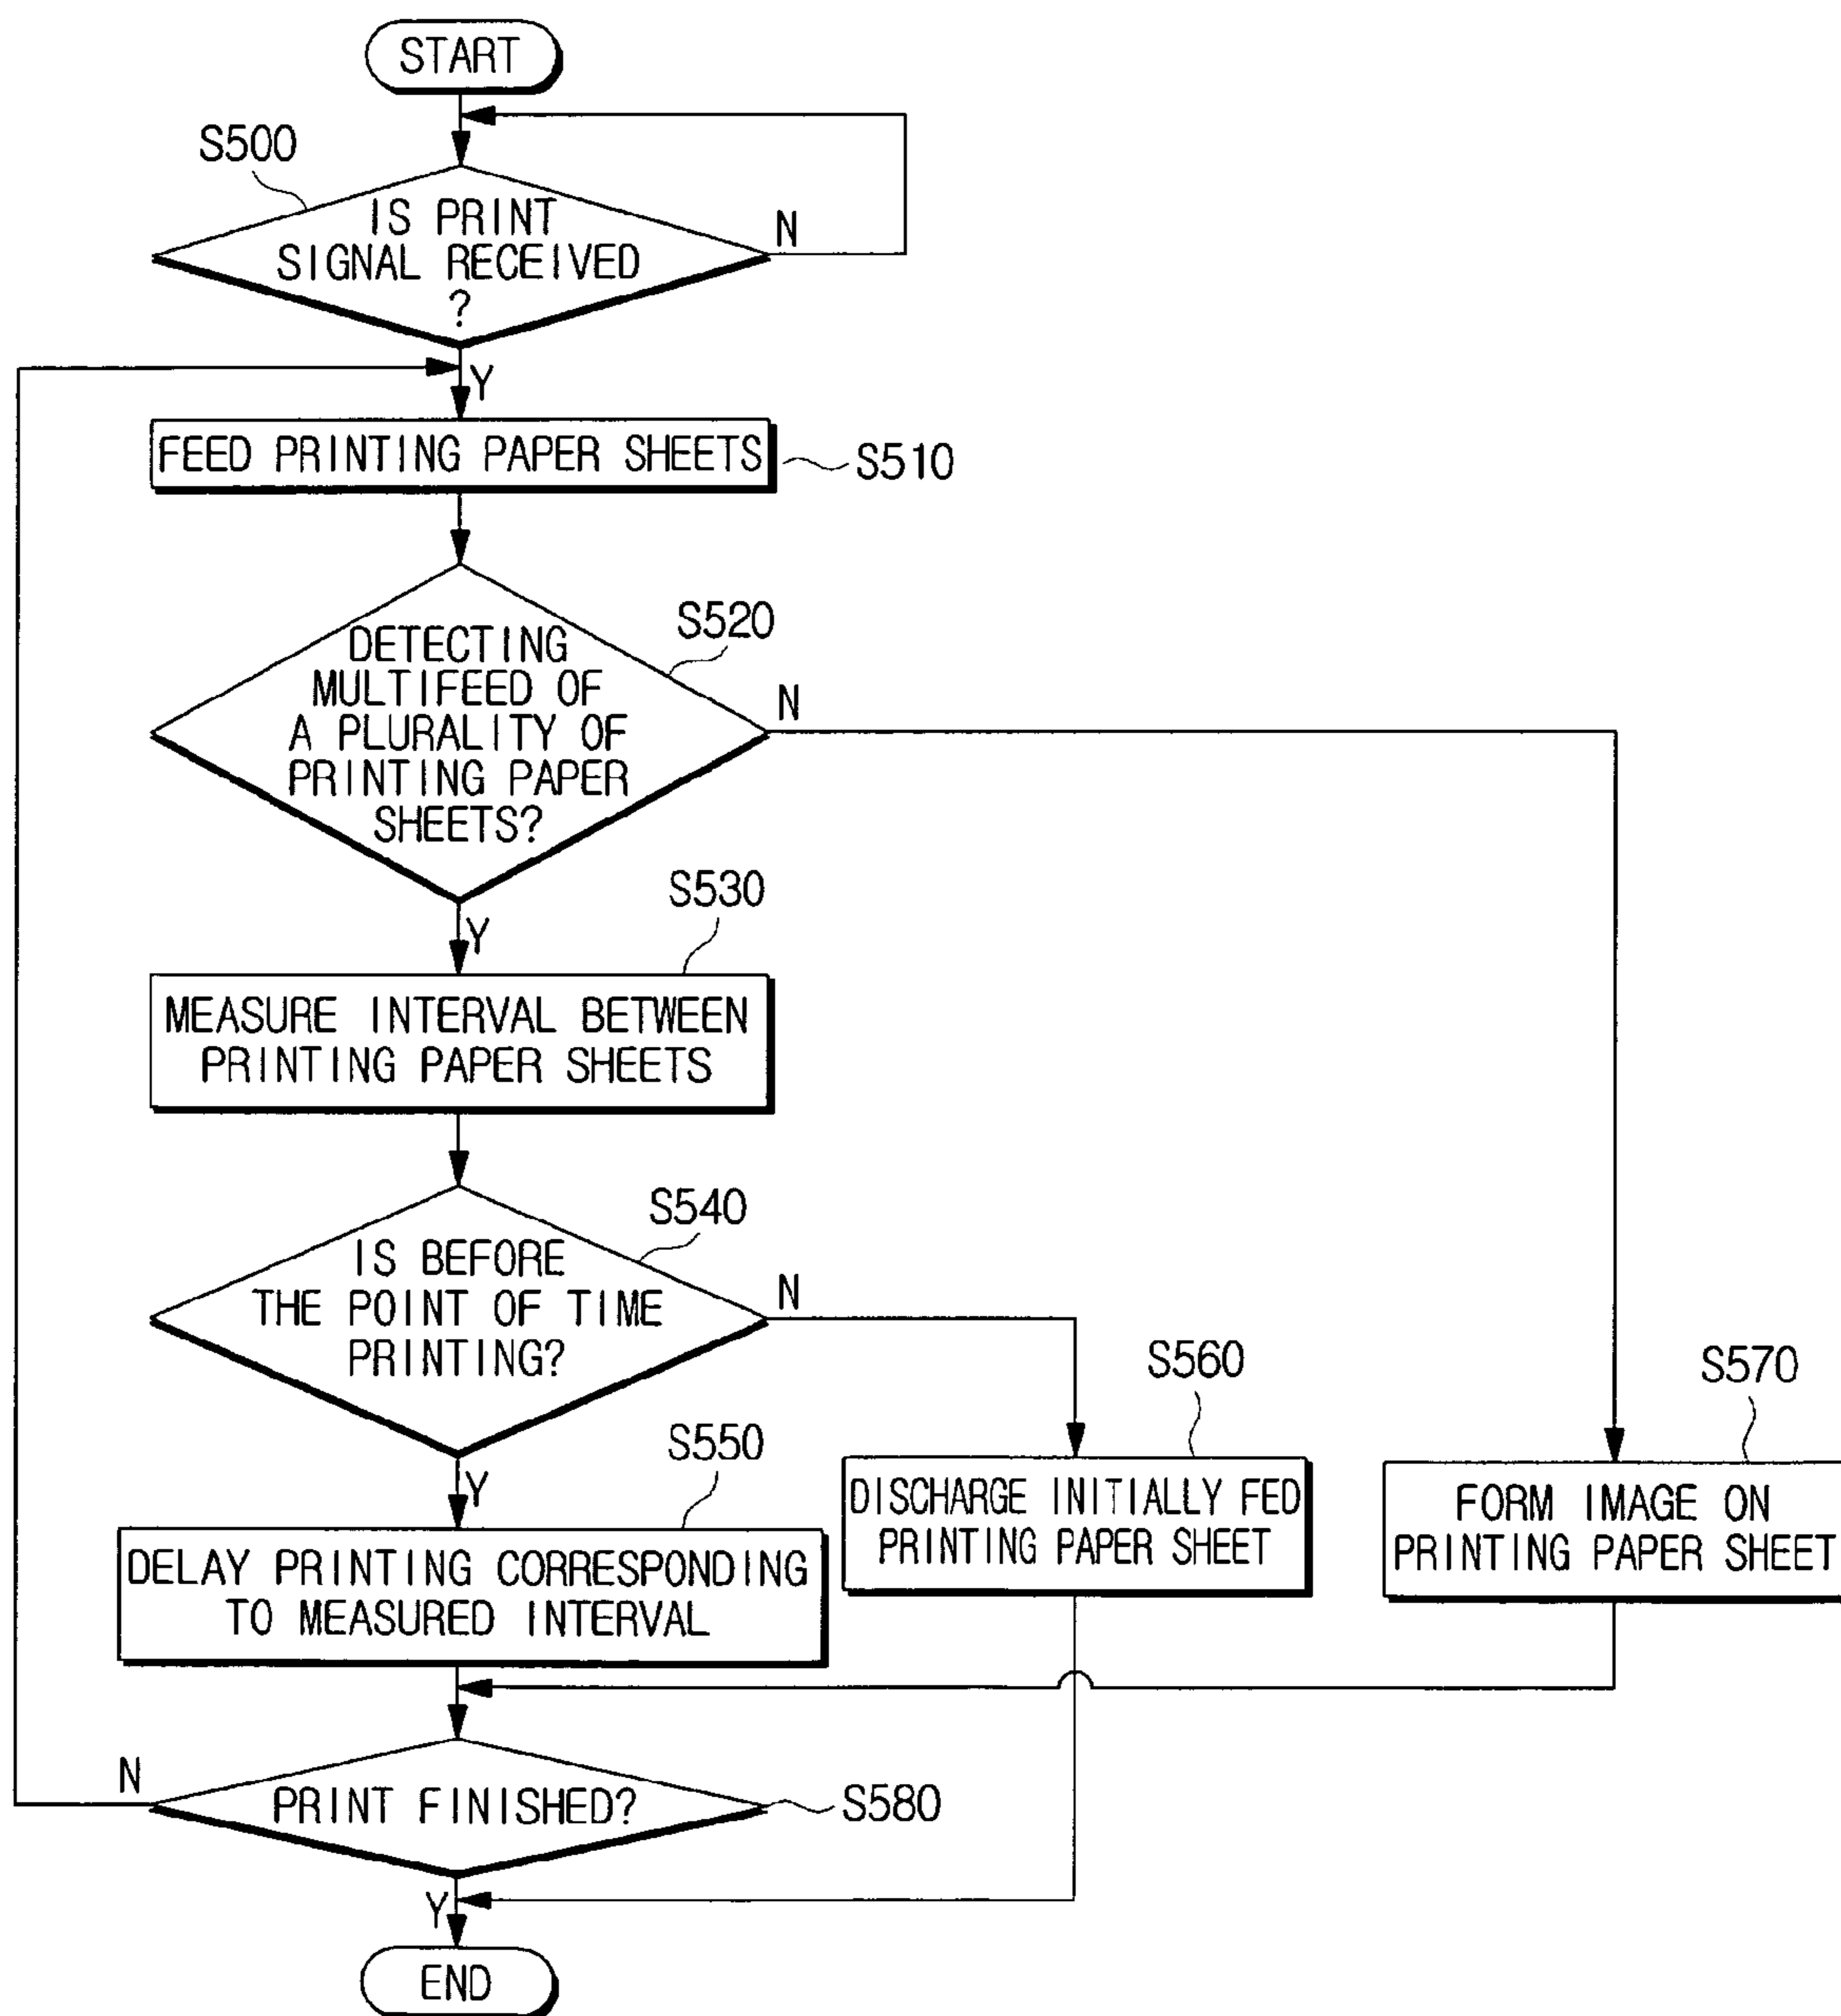 START
S500
IS PRINT
SIGNAL RECEIVED
?
N
Y
FEED PRINTING PAPER SHEETS
S510
S520
DETECTING
MULTIFEED OF
A PLURALITY OF
PRINTING PAPER
SHEETS?
N
Y
S530
MEASURE INTERVAL BETWEEN
PRINTING PAPER SHEETS
S540
IS BEFORE
THE POINT OF TIME
PRINTING?
N
Y
S550
DELAY PRINTING CORRESPONDING
TO MEASURED INTERVAL
S560
DISCHARGE INITIALLY FED
PRINTING PAPER SHEET
S570
FORM IMAGE ON
PRINTING PAPER SHEET
N
PRINT FINISHED?
S580
Y
END